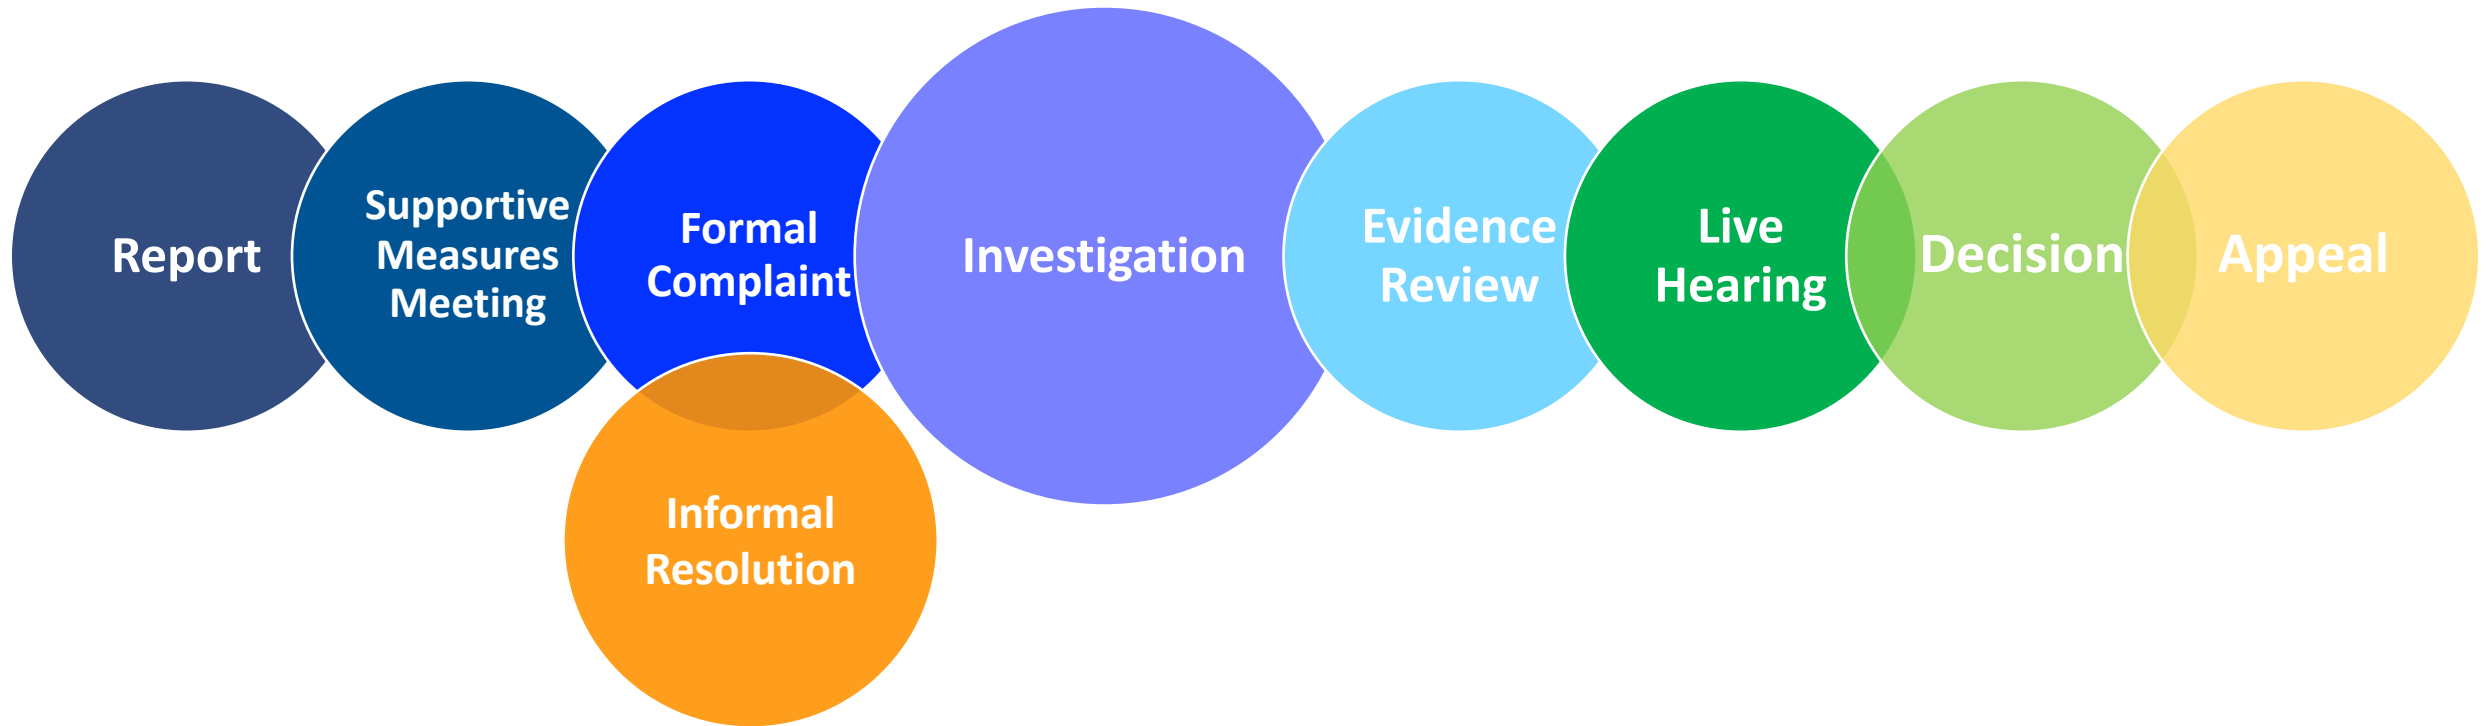 Report
Supportive
Measures
Meeting
Formal
Complaint
Investigation
Evidence
Review
Live
Hearing
Decision
Appeal
Informal
Resolution